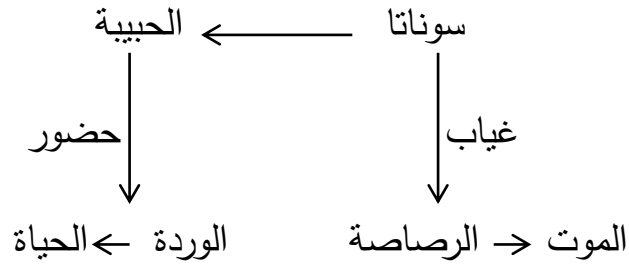 سوناتا الحبيبة
غياب حضور
الموت الرصاصة الوردة الحياة